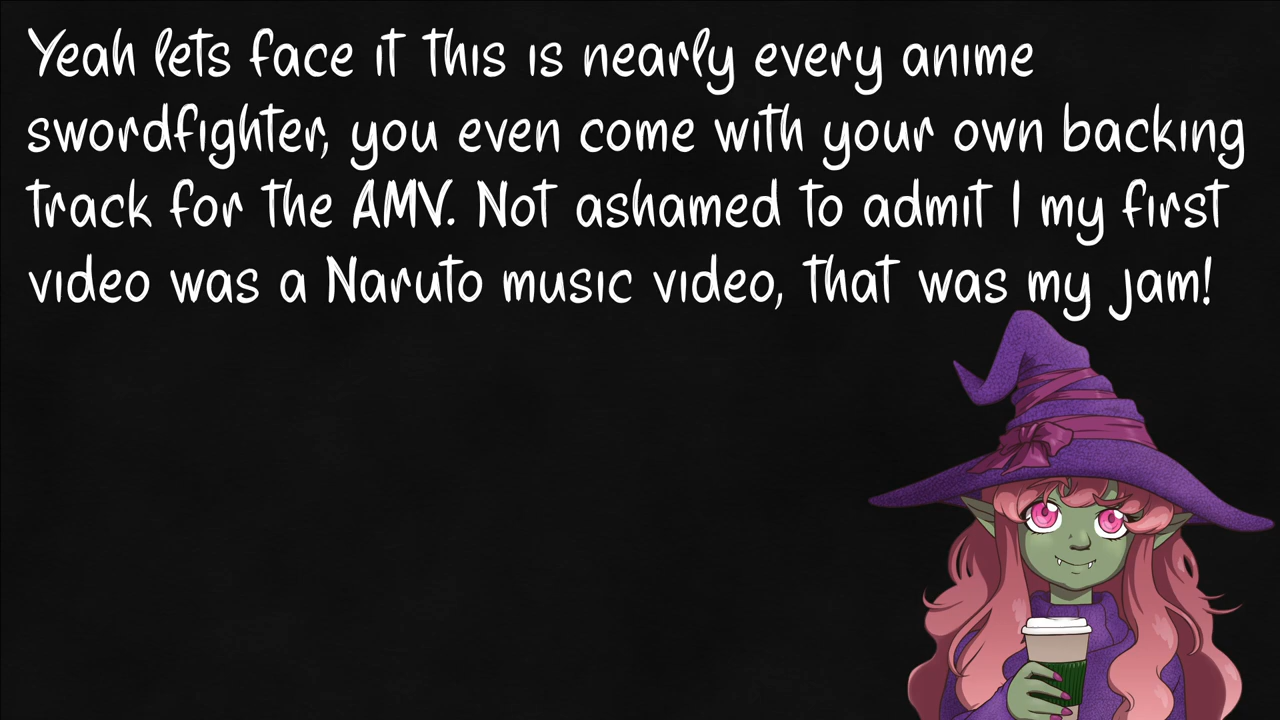 Yeah lets face it this is nearly every anime
swordfighter, you even come with your own backing
track for the AMV. Not ashamed to admit I my first
video was a Naruto music video, that was my jam!